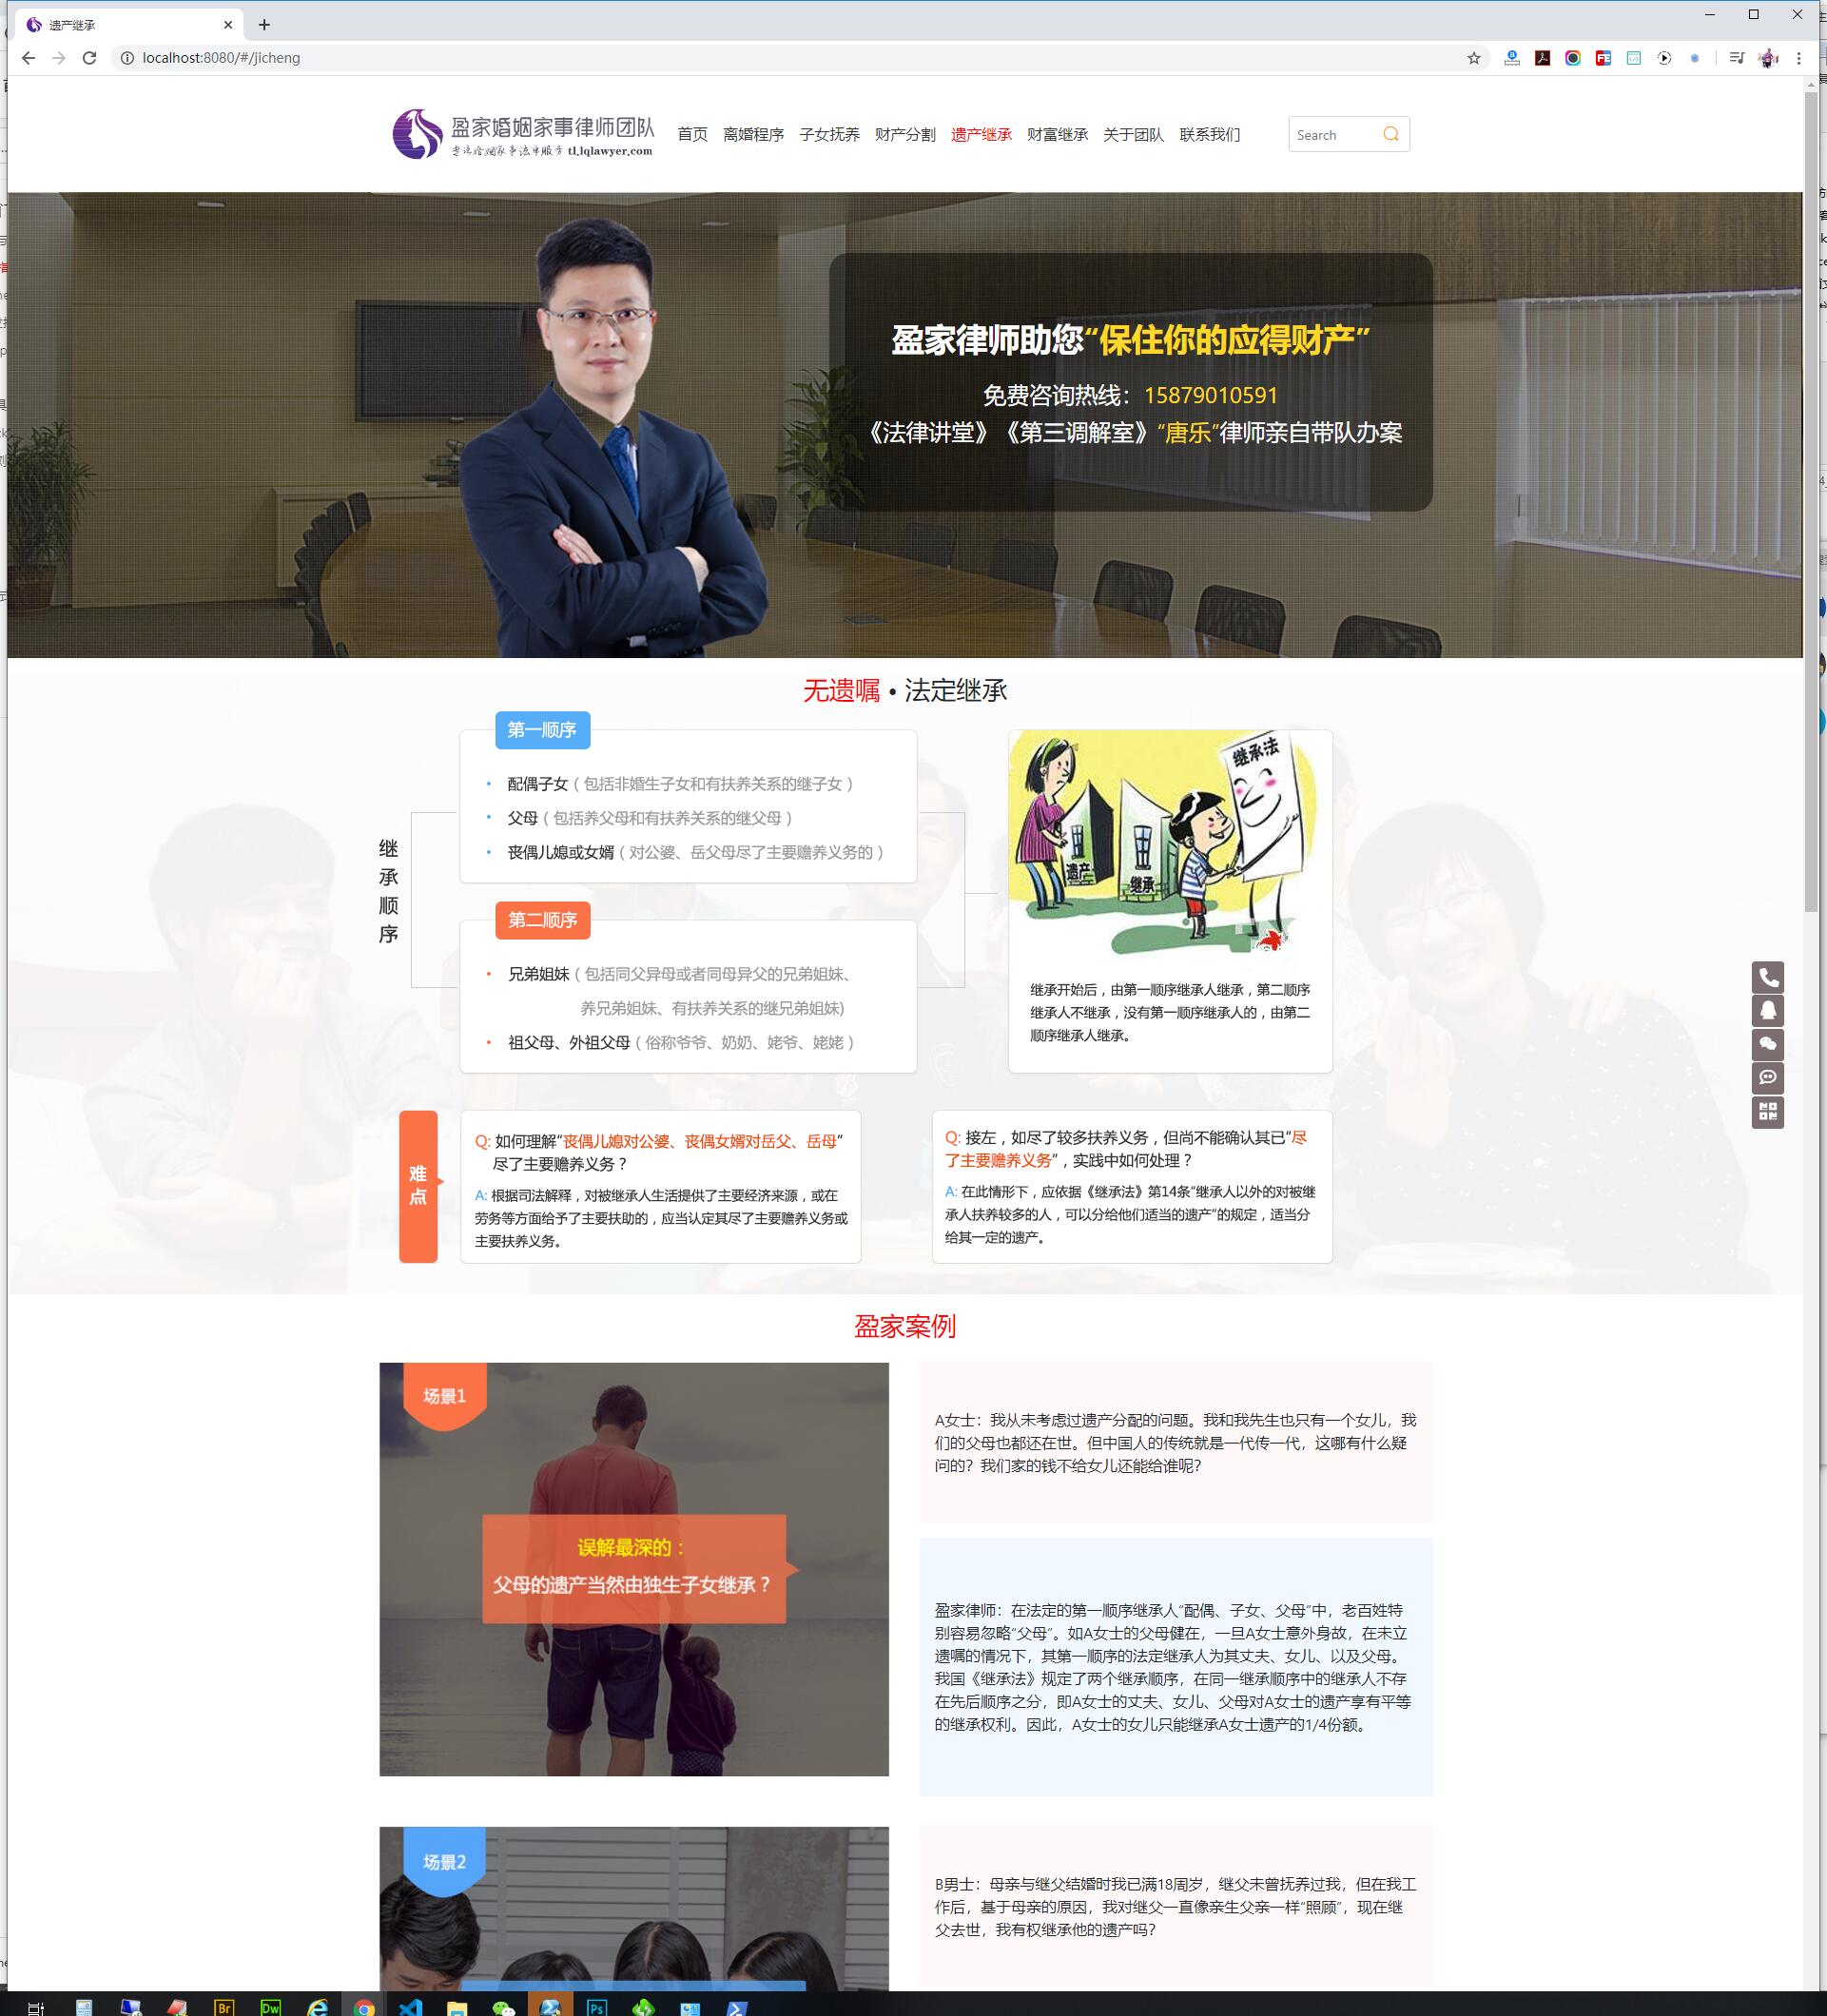 遗产继承
localhost:8080/#/jicheng
盈家婚姻家事律师团队
tl.lqlawyer.com
首页 离婚程序 子女抚养 财产分割 遗产继承 财富继承 关于团队 联系我们
Search
盈家律师助您“保住你的应得财产”
免费咨询热线：15879010591
《法律讲堂》《第三调解室》“唐乐”律师亲自带队办案
无遗嘱 • 法定继承
继承顺序
第一顺序
配偶子女（包括非婚生子女和有扶养关系的继子女）
父母（包括养父母和有扶养关系的继父母）
丧偶儿媳或女婿（对公婆、岳父母尽了主要赡养义务的）
第二顺序
兄弟姐妹（包括同父异母或者同母异父的兄弟姐妹、
养兄弟姐妹、有扶养关系的继兄弟姐妹)
祖父母、外祖父母（俗称爷爷、奶奶、姥爷、姥姥）
继承法
遗产
继承
继承开始后，由第一顺序继承人继承，第二顺序
继承人不继承，没有第一顺序继承人的，由第二
顺序继承人继承。
难点
Q: 如何理解“丧偶儿媳对公婆、丧偶女婿对岳父、岳母”
尽了主要赡养义务？
A: 根据司法解释，对被继承人生活提供了主要经济来源，或在
劳务等方面给予了主要扶助的，应当认定其尽了主要赡养义务或
主要扶养义务。
Q: 接左，如尽了较多扶养义务，但尚不能确认其已“尽
了主要赡养义务”，实践中如何处理？
A: 在此情形下，应依据《继承法》第14条“继承人以外的对被继
承人扶养较多的人，可以分给他们适当的遗产”的规定，适当分
给其一定的遗产。
盈家案例
场景1
误解最深的：
父母的遗产当然由独生子女继承？
A女士：我从未考虑过遗产分配的问题。我和我先生也只有一个女儿，我
们的父母也都还在世。但中国人的传统就是一代传一代，这哪有什么疑
问的？我们家的钱不给女儿还能给谁呢？
盈家律师：在法定的第一顺序继承人“配偶、子女、父母”中，老百姓特
别容易忽略“父母”。如A女士的父母健在，一旦A女士意外身故，在未立
遗嘱的情况下，其第一顺序的法定继承人为其丈夫、女儿、以及父母。
我国《继承法》规定了两个继承顺序，在同一继承顺序中的继承人不存
在先后顺序之分，即A女士的丈夫、女儿、父母对A女士的遗产享有平等
的继承权利。因此，A女士的女儿只能继承A女士遗产的1/4份额。
场景2
B男士：母亲与继父结婚时我已满18周岁，继父未曾抚养过我，但在我工
作后，基于母亲的原因，我对继父一直像亲生父亲一样“照顾”，现在继
父去世，我有权继承他的遗产吗？
Br
Dw
Ps